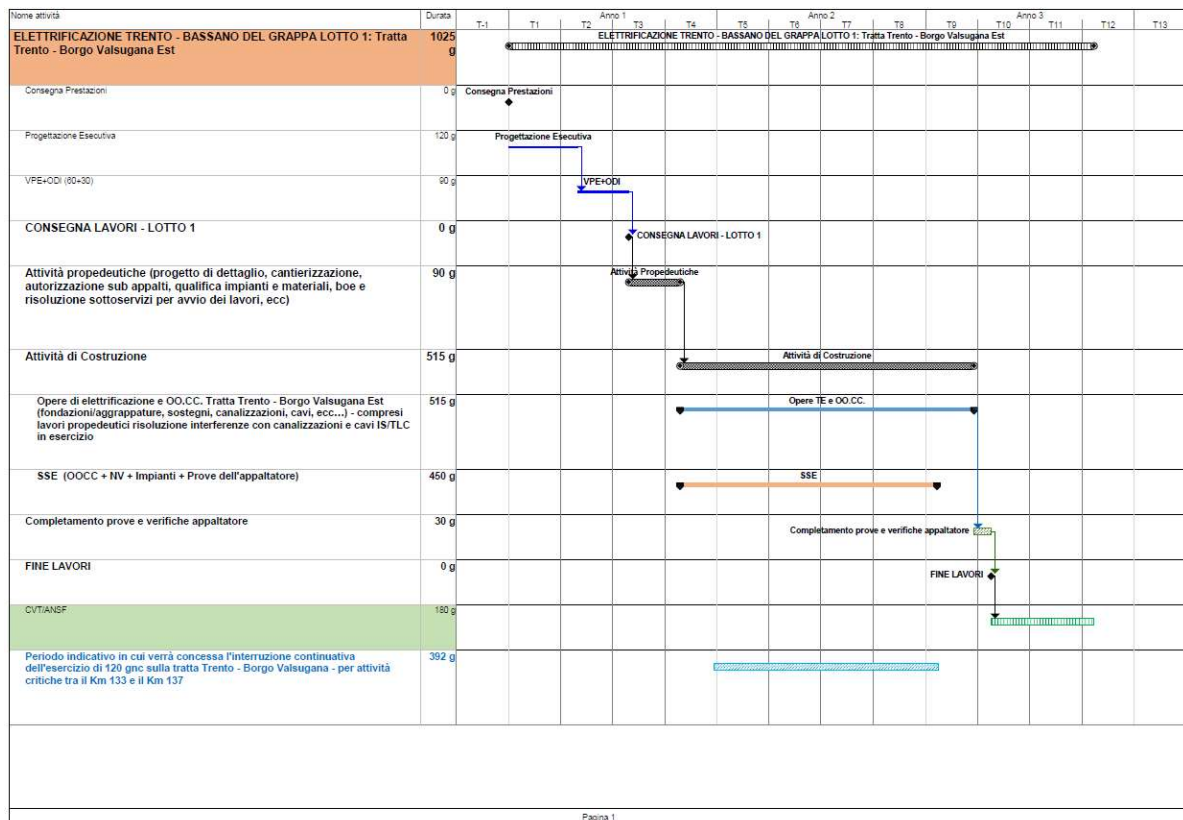 Nome attività Durata Anno 1 Anno 2 Anno 3
T-1 T1 T2 T3 T4 T5 T6 T7 T8 T9 T10 T11 T12 T13
ELETTRIFICAZIONE TRENTO - BASSANO DEL GRAPPA LOTTO 1: Tratta 1025
Trento - Borgo Valsugana Est g
ELETTRIFICAZIONE TRENTO - BASSANO DEL GRAPPA LOTTO 1: Tratta Trento - Borgo Valsugana Est
Consegna Prestazioni 0 g Consegna Prestazioni
Progettazione Esecutiva 120 g Progettazione Esecutiva
VPE+ODI (60+30) 90 g VPE+ODI
CONSEGNA LAVORI - LOTTO 1 0 g CONSEGNA LAVORI - LOTTO 1
Attività propedeutiche (progetto di dettaglio, cantierizzazione, 90 g Attività Propedeutiche
autorizzazione sub appalti, qualifica impianti e materiali, boe e
risoluzione sottoservizi per avvio dei lavori, ecc)
Attività di Costruzione 515 g Attività di Costruzione
Opere di elettrificazione e OO.CC. Tratta Trento - Borgo Valsugana Est 515 g Opere TE e OO.CC.
(fondazioni/aggrappature, sostegni, canalizzazioni, cavi, ecc...) - compresi
lavori propedeutici risoluzione interferenze con canalizzazioni e cavi IS/TLC
in esercizio
SSE (OOCC + NV + Impianti + Prove dell'appaltatore) 450 g SSE
Completamento prove e verifiche appaltatore 30 g Completamento prove e verifiche appaltatore
FINE LAVORI 0 g FINE LAVORI
CVT/ANSF 180 g
Periodo indicativo in cui verrà concessa l'interruzione continuativa 392 g
dell'esercizio di 120 gnc sulla tratta Trento - Borgo Valsugana - per attività
critiche tra il Km 133 e il Km 137
Pagina 1